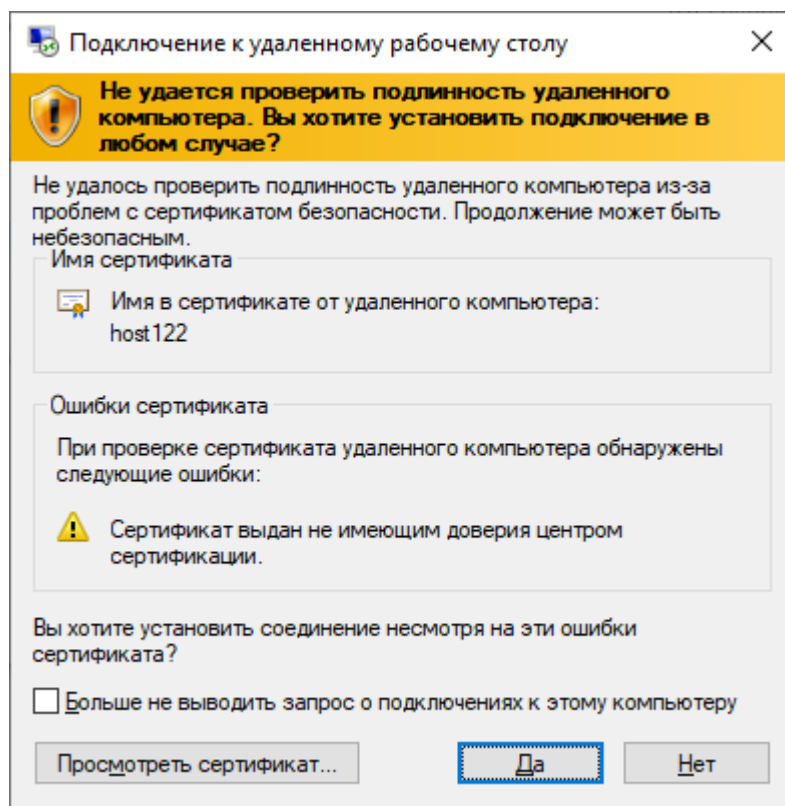 Подключение к удаленному рабочему столу
Не удается проверить подлинность удаленного
компьютера. Вы хотите установить подключение в
любом случае?
Не удалось проверить подлинность удаленного компьютера из-за
проблем с сертификатом безопасности. Продолжение может быть
небезопасным.
Имя сертификата
Имя в сертификате от удаленного компьютера:
host122
Ошибки сертификата
При проверке сертификата удаленного компьютера обнаружены
следующие ошибки:
Сертификат выдан не имеющим доверия центром
сертификации.
Вы хотите установить соединение несмотря на эти ошибки
сертификата?
Больше не выводить запрос о подключениях к этому компьютеру
Просмотреть сертификат... Да Нет